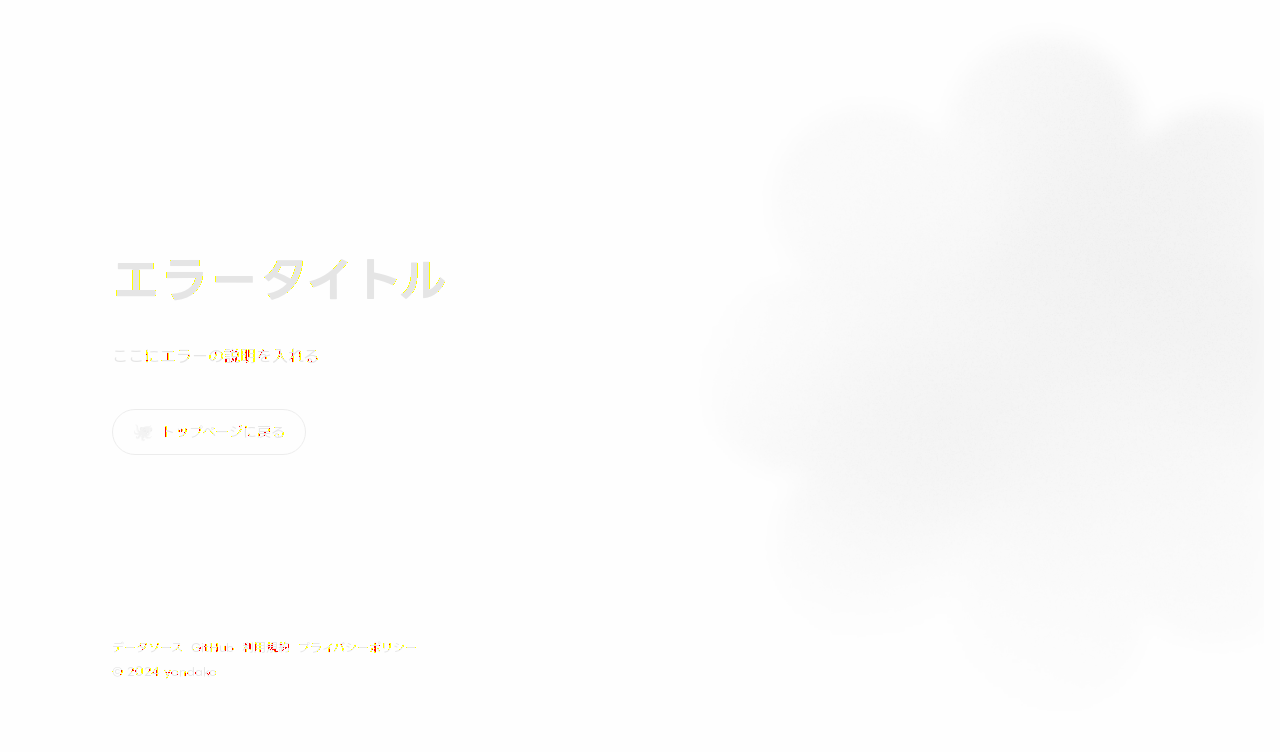 エラータイトル
ここにエラーの説明を入れる
トップページに戻る
データソース GitHub 利用規約 プライバシーポリシー
© 2024 yandoko